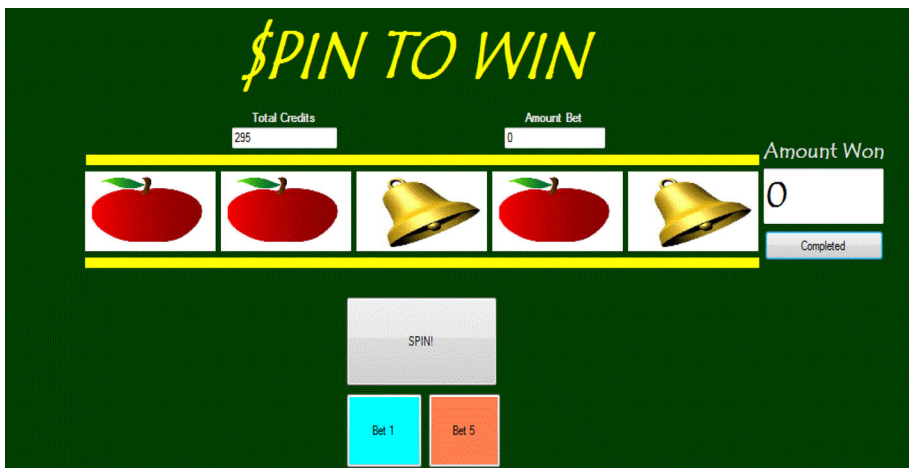 $PIN TO WIN
Total Credits
Amount Bet
295
0
Amount Won
0
Completed
SPIN!
Bet 1
Bet 5